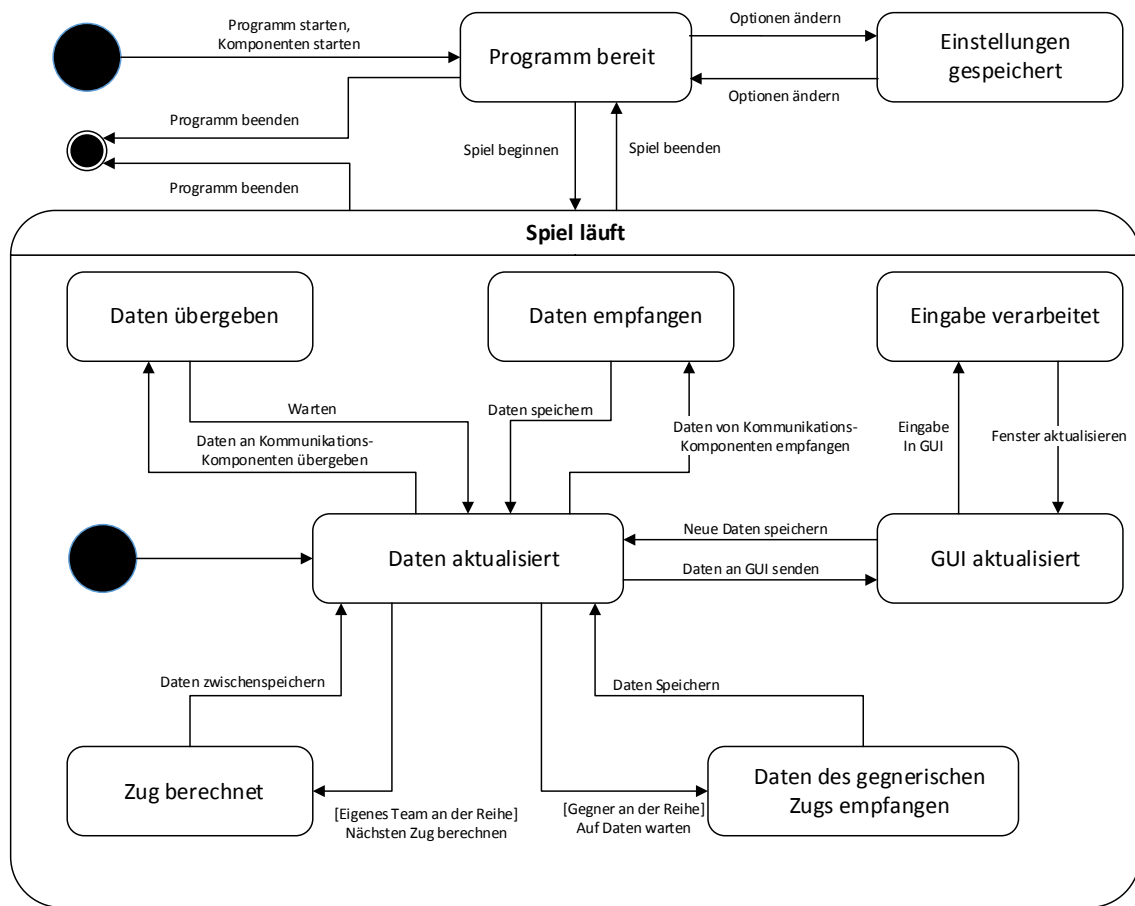 Programm starten,
Komponenten starten
Programm bereit
Optionen ändern
Einstellungen
gespeichert
Optionen ändern
Programm beenden
Spiel beginnen
Spiel beenden
Programm beenden
Spiel läuft
Daten übergeben
Daten empfangen
Eingabe verarbeitet
Warten
Daten speichern
Daten an Kommunikations-
Komponenten übergeben
Daten von Kommunikations-
Komponenten empfangen
Eingabe
In GUI
Fenster aktualisieren
Daten aktualisiert
Neue Daten speichern
Daten an GUI senden
GUI aktualisiert
Daten zwischenspeichern
Daten Speichern
Zug berechnet
Daten des gegnerischen
Zugs empfangen
[Eigenes Team an der Reihe]
Nächsten Zug berechnen
[Gegner an der Reihe]
Auf Daten warten